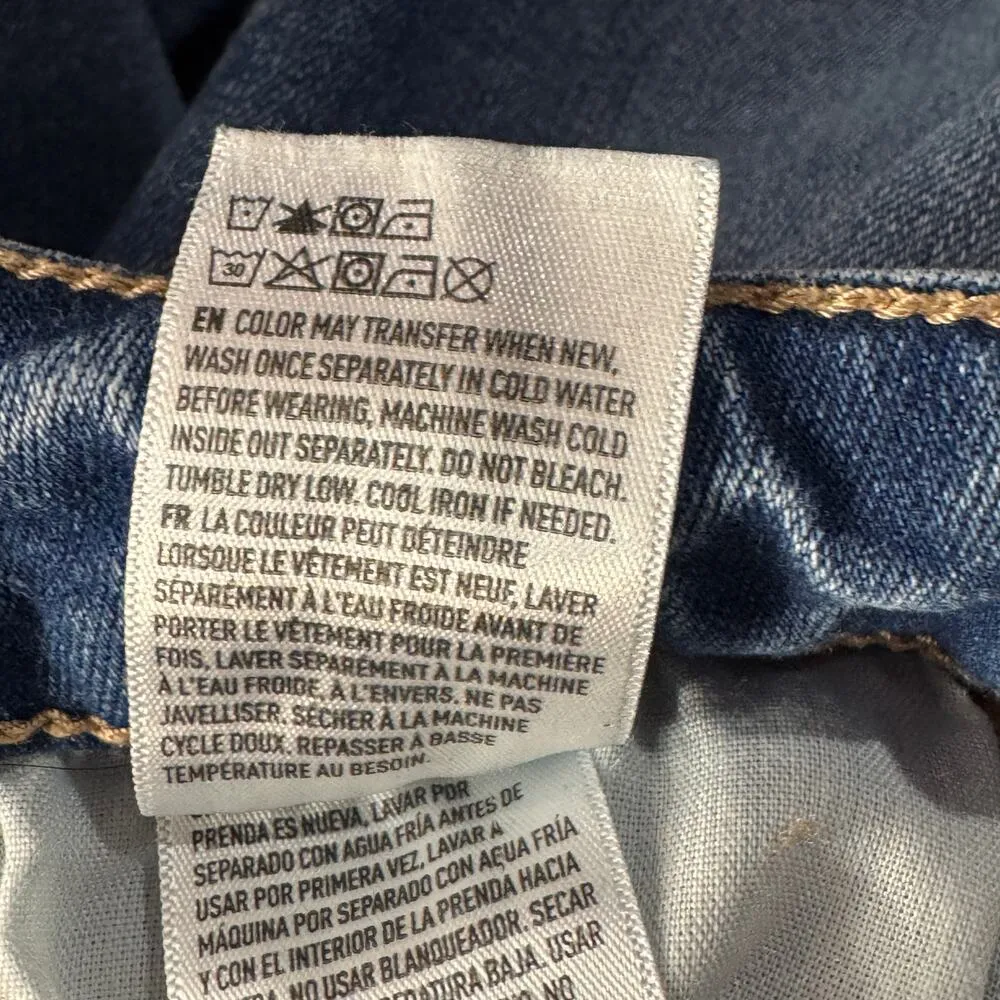 30
EN COLOR MAY TRANSFER WHEN NEW,
WASH ONCE SEPARATELY IN COLD WATER
BEFORE WEARING, MACHINE WASH COLD
INSIDE OUT SEPARATELY. DO NOT BLEACH.
TUMBLE DRY LOW. COOL IRON IF NEEDED.
FR LA COULEUR PEUT DÉTEINDRE
LORSQUE LE VÊTEMENT EST NEUF, LAVER
SÉPARÉMENT À L'EAU FROIDE AVANT DE
PORTER LE VÊTEMENT POUR LA PREMIÈRE
FOIS, LAVER SÉPARÉMENT À LA MACHINE
À L'EAU FROIDE, À L'ENVERS. NE PAS
JAVELLISER. SÉCHER À LA MACHINE
CYCLE DOUX. REPASSER À BASSE
TEMPÉRATURE AU BESOIN.
PRENDA ES NUEVA, LAVAR POR
SEPARADO CON AGUA FRÍA ANTES DE
USAR POR PRIMERA VEZ, LAVAR A
MÁQUINA POR SEPARADO CON AQUA FRÍA
Y CON EL INTERIOR DE LA PRENDA HACIA
NO USAR BLANQUEADOR. SECAR
BAJA. USAR
NO